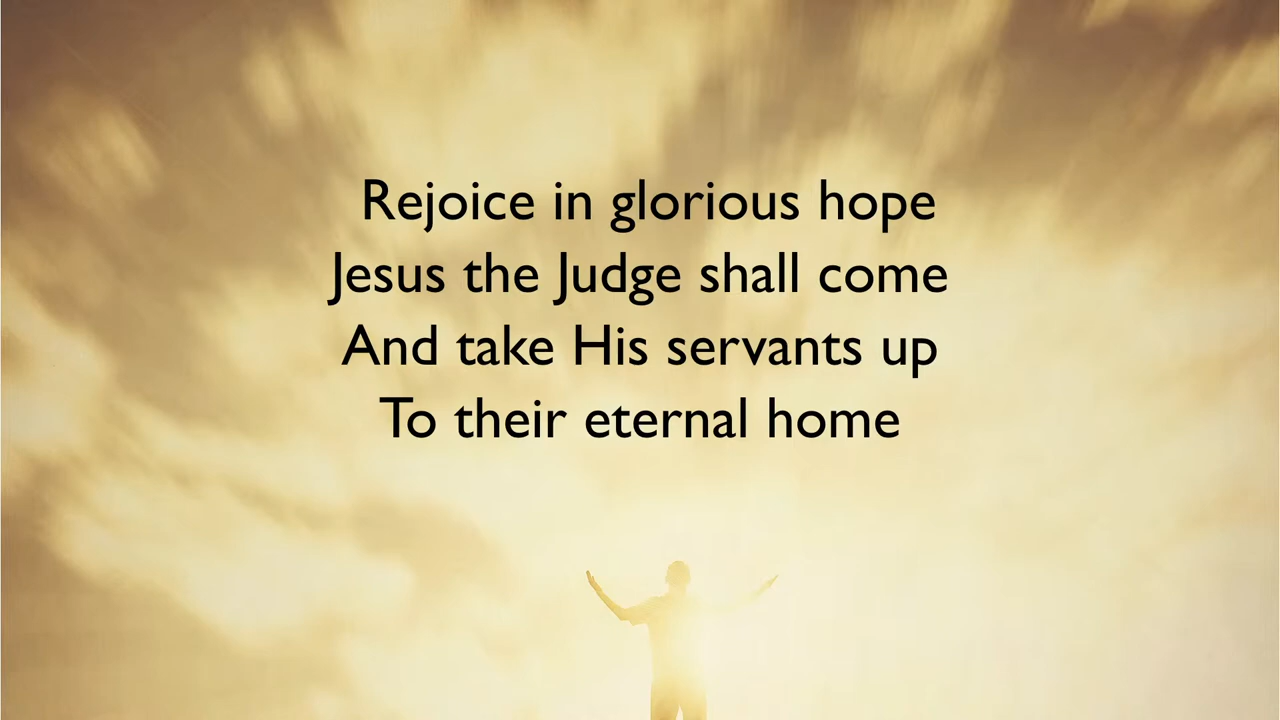 Rejoice in glorious hope
Jesus the Judge shall come
And take His servants up
To their eternal home